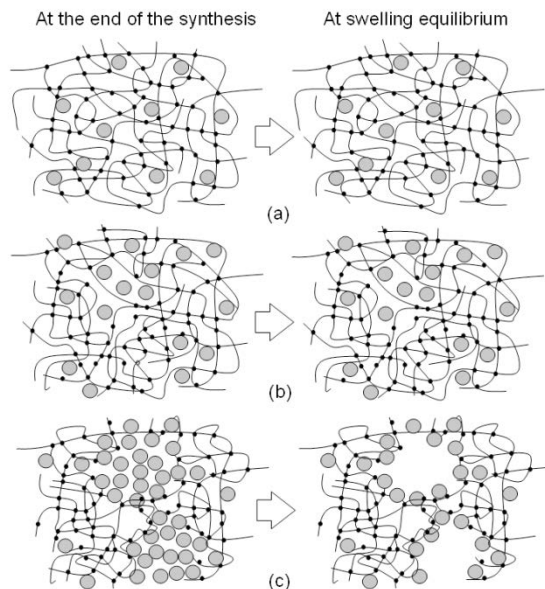 At the end of the synthesis
At swelling equilibrium
(a)
(b)
(c)